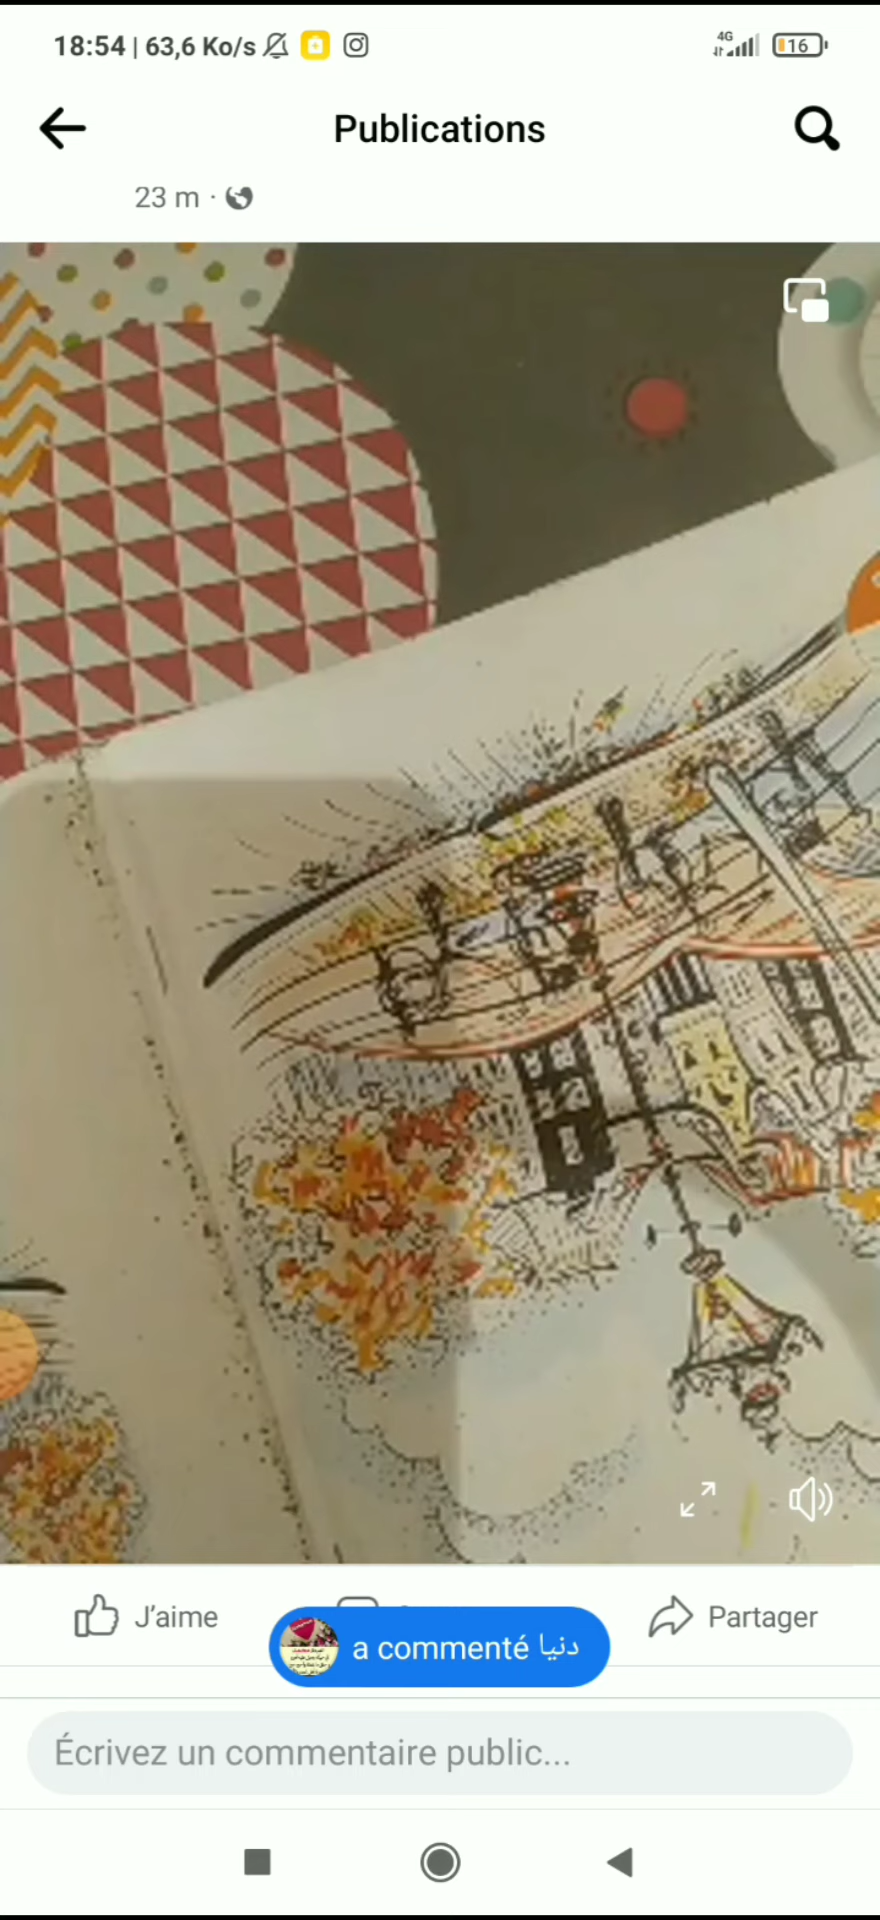 18:54 | 63,6 Ko/s
4G
16
Publications
23 m ·
J'aime
Partager
a commenté دنيا
Écrivez un commentaire public...